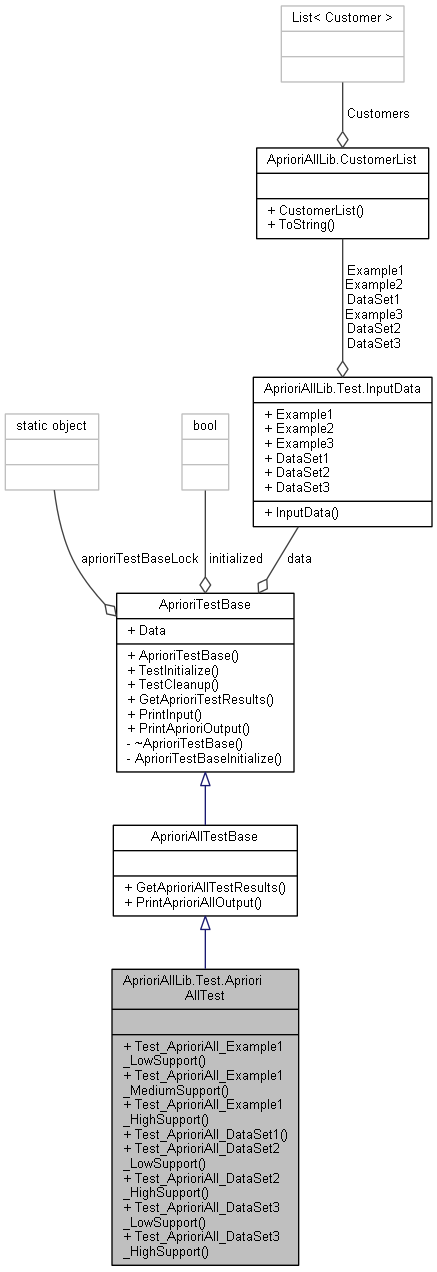 List< Customer >
Customers
AprioriAllLib.CustomerList
+ CustomerList()
+ ToString()
Example1
Example2
DataSet1
Example3
DataSet2
DataSet3
AprioriAllLib.Test.InputData
+ Example1
+ Example2
+ Example3
+ DataSet1
+ DataSet2
+ DataSet3
+ InputData()
static object
bool
aprioriTestBaseLock
initialized
data
AprioriTestBase
+ Data
+ AprioriTestBase()
+ TestInitialize()
+ TestCleanup()
+ GetAprioriTestResults()
+ PrintInput()
+ PrintAprioriOutput()
- ~AprioriTestBase()
- AprioriTestBaseInitialize()
AprioriAllTestBase
+ GetAprioriAllTestResults()
+ PrintAprioriAllOutput()
AprioriAllLib.Test.Apriori
AllTest
+ Test_AprioriAll_Example1
_LowSupport()
+ Test_AprioriAll_Example1
_MediumSupport()
+ Test_AprioriAll_Example1
_HighSupport()
+ Test_AprioriAll_DataSet1()
+ Test_AprioriAll_DataSet2
_LowSupport()
+ Test_AprioriAll_DataSet2
_HighSupport()
+ Test_AprioriAll_DataSet3
_LowSupport()
+ Test_AprioriAll_DataSet3
_HighSupport()